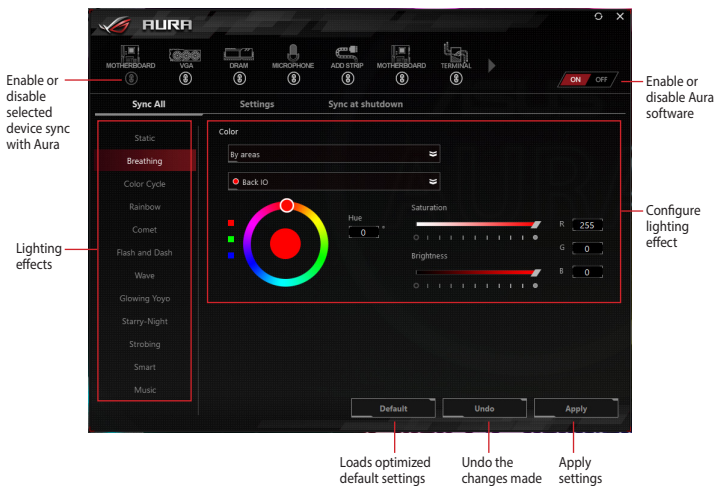 AURA
MOTHERBOARD
VGA
DRAM
MICROPHONE
ADD STRIP
MOTHERBOARD
TERMINAL
ON OFF
Enable or
disable
selected
device sync
with Aura
Enable or
disable Aura
software
Sync All
Settings
Sync at shutdown
Static
Breathing
Color Cycle
Rainbow
Comet
Flash and Dash
Wave
Glowing Yoyo
Starry-Night
Strobing
Smart
Music
Lighting
effects
Color
By areas
Back IO
Hue
0 °
Saturation
Brightness
R 255
G 0
B 0
Configure
lighting
effect
Default
Undo
Apply
Loads optimized
default settings
Undo the
changes made
Apply
settings